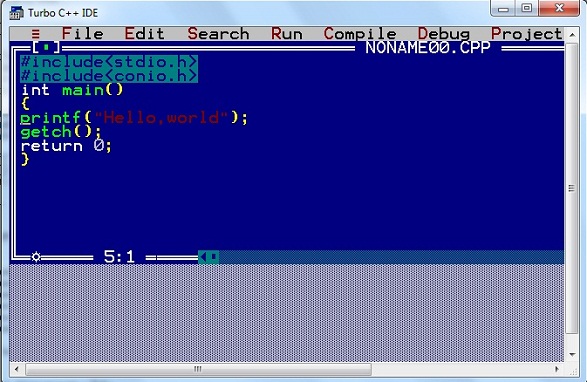 Turbo C++ IDE
≡ File Edit Search Run Compile Debug Project
NONAME00.CPP
#include<stdio.h>
#include<conio.h>
int main()
{
printf("Hello,world");
getch();
return 0;
}
5:1